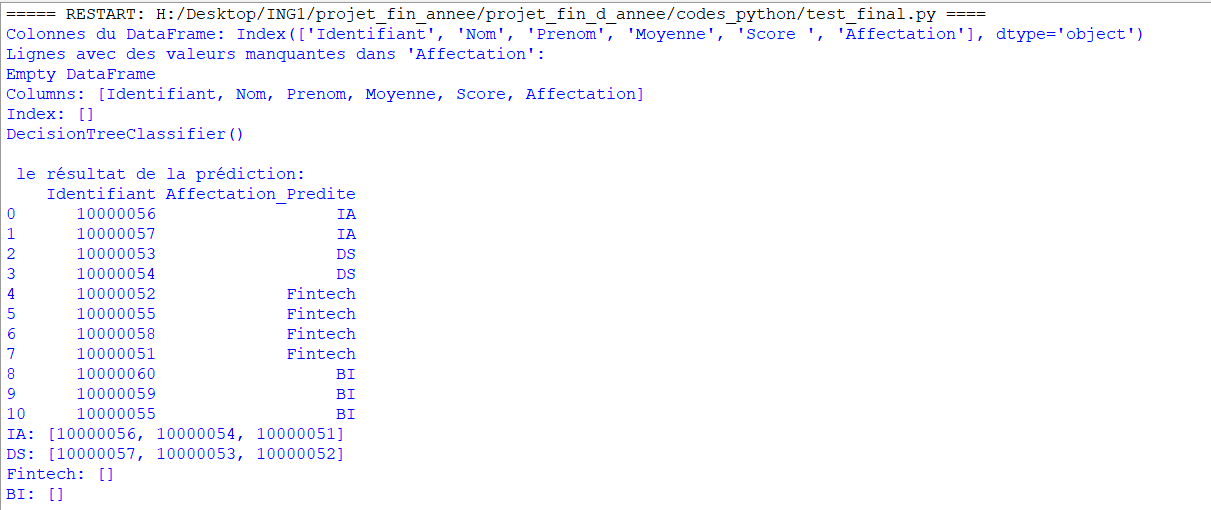 ===== RESTART: H:/Desktop/ING1/projet_fin_annee/projet_fin_d_annee/codes_python/test_final.py ====
Colonnes du DataFrame: Index(['Identifiant', 'Nom', 'Prenom', 'Moyenne', 'Score ', 'Affectation'], dtype='object')
Lignes avec des valeurs manquantes dans 'Affectation':
Empty DataFrame
Columns: [Identifiant, Nom, Prenom, Moyenne, Score, Affectation]
Index: []
DecisionTreeClassifier()
le résultat de la prédiction:
Identifiant Affectation_Predite
0 10000056 IA
1 10000057 IA
2 10000053 DS
3 10000054 DS
4 10000052 Fintech
5 10000055 Fintech
6 10000058 Fintech
7 10000051 Fintech
8 10000060 BI
9 10000059 BI
10 10000055 BI
IA: [10000056, 10000054, 10000051]
DS: [10000057, 10000053, 10000052]
Fintech: []
BI: []